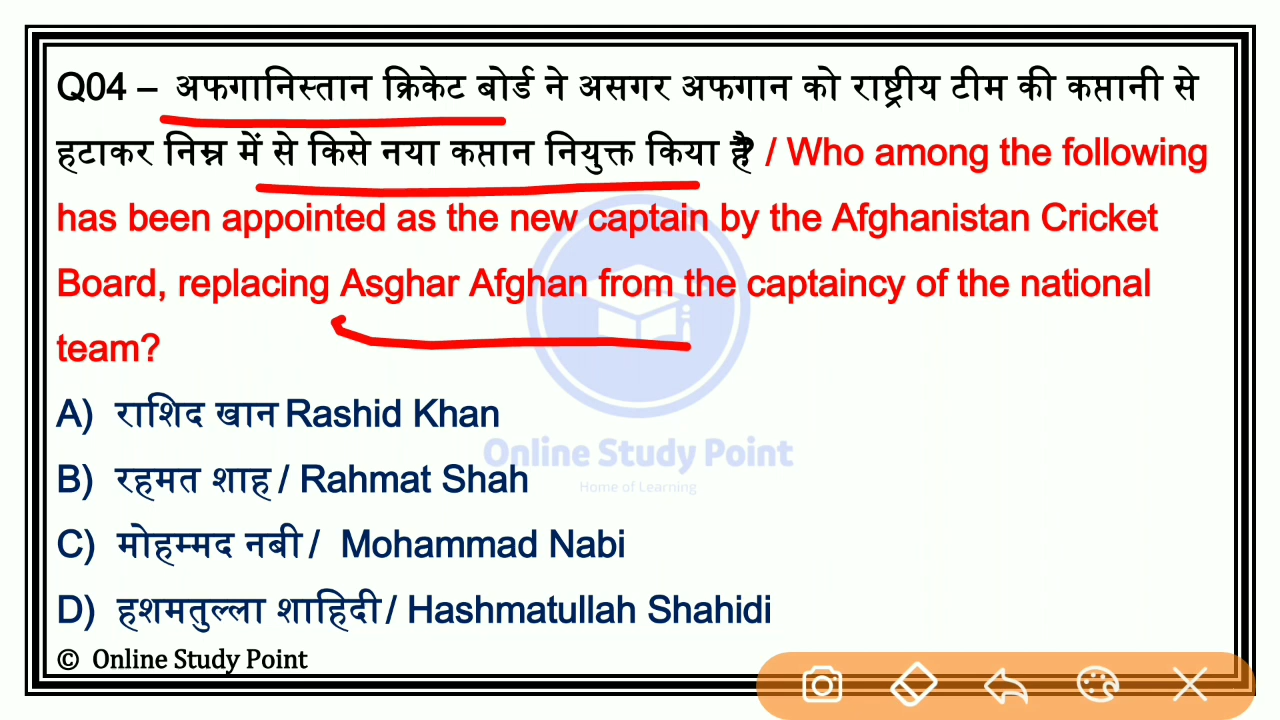 Q04 – अफगानिस्तान क्रिकेट बोर्ड ने असगर अफगान को राष्ट्रीय टीम की कप्तानी से
हटाकर निम्न में से किसे नया कप्तान नियुक्त किया है? / Who among the following
has been appointed as the new captain by the Afghanistan Cricket
Board, replacing Asghar Afghan from the captaincy of the national
team?
A) राशिद खान Rashid Khan
B) रहमत शाह / Rahmat Shah
C) मोहम्मद नबी / Mohammad Nabi
D) हशमतुल्ला शाहिदी / Hashmatullah Shahidi
Online Study Point
Home of Learning
© Online Study Point